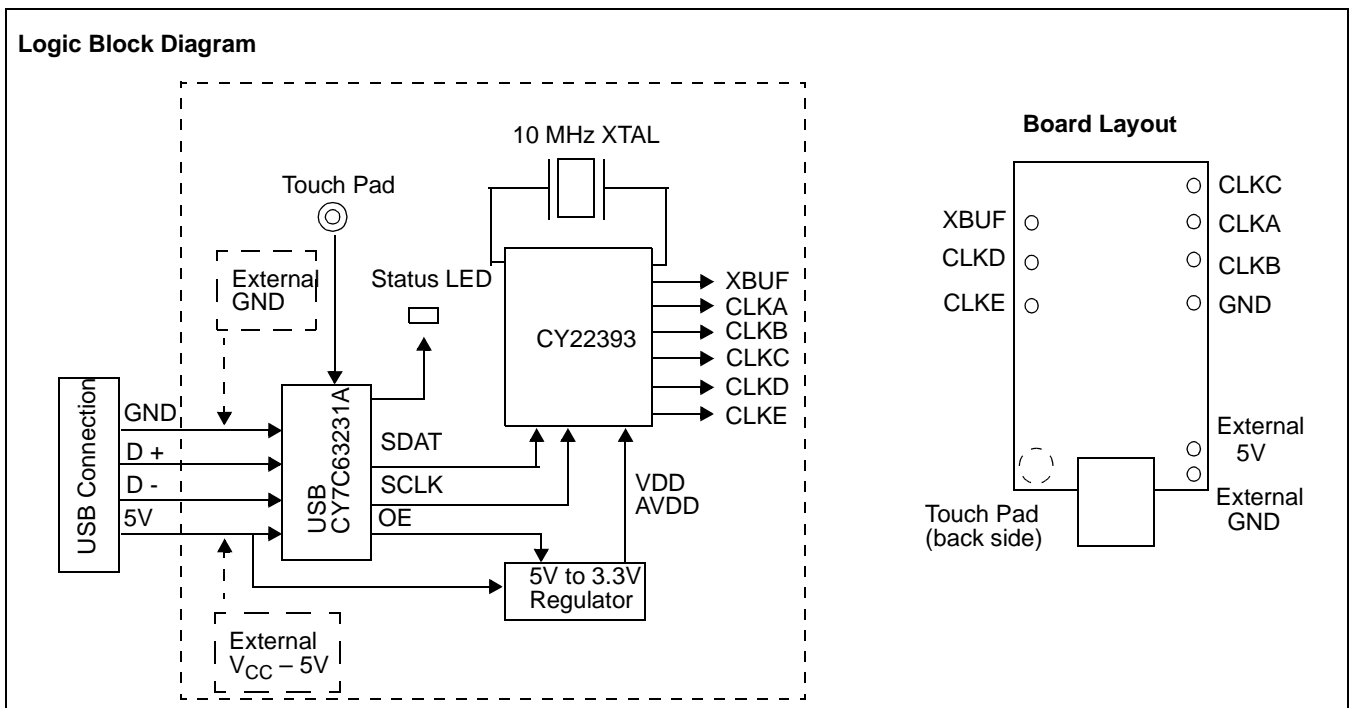 Logic Block Diagram
10 MHz XTAL
Touch Pad
External
GND
Status LED
CY22393
XBUF
CLKA
CLKB
CLKC
CLKD
CLKE
USB Connection
GND
D +
D -
5V
USB
CY7C63231A
SDAT
SCLK
OE
VDD
AVDD
5V to 3.3V
Regulator
External
VCC – 5V
Board Layout
XBUF
CLKD
CLKE
CLKC
CLKA
CLKB
GND
External
5V
External
GND
Touch Pad
(back side)